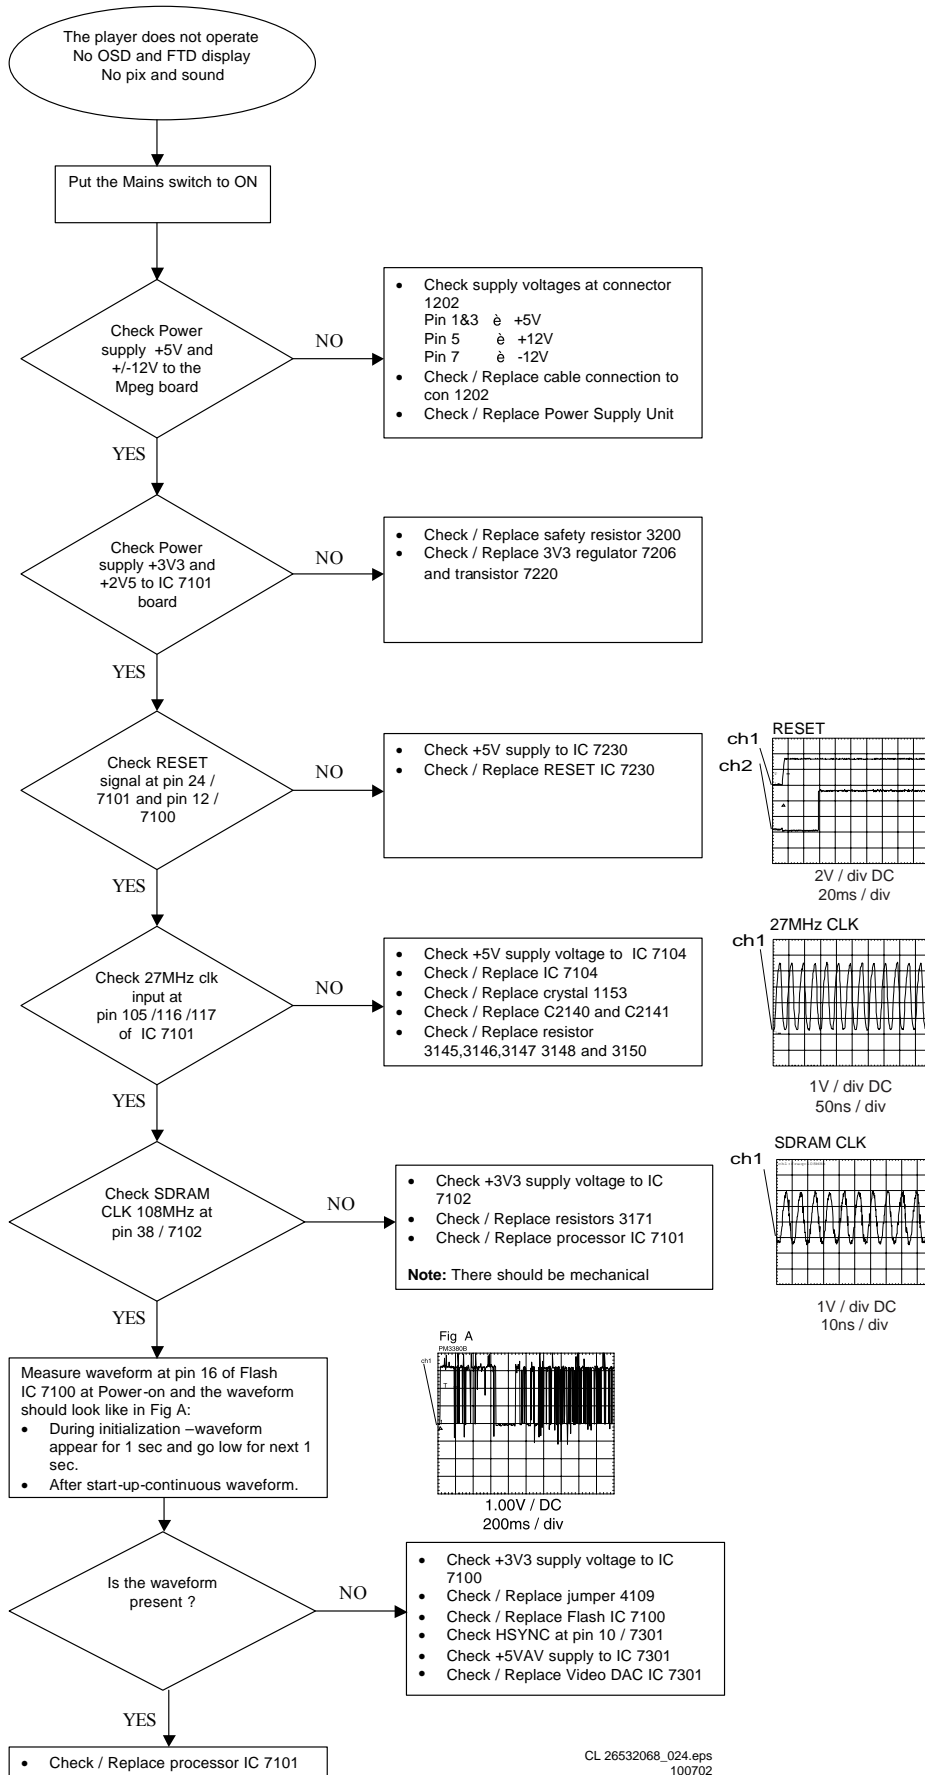 The player does not operate
No OSD and FTD display
No pix and sound
Put the Mains switch to ON
Check Power
supply +5V and
+/-12V to the
Mpeg board
NO
• Check supply voltages at connector
1202
Pin 1&3 è +5V
Pin 5 è +12V
Pin 7 è -12V
• Check / Replace cable connection to
con 1202
• Check / Replace Power Supply Unit
YES
Check Power
supply +3V3 and
+2V5 to IC 7101
board
NO
• Check / Replace safety resistor 3200
• Check / Replace 3V3 regulator 7206
and transistor 7220
YES
Check RESET
signal at pin 24 /
7101 and pin 12 /
7100
NO
• Check +5V supply to IC 7230
• Check / Replace RESET IC 7230
RESET
ch1
ch2
2V / div DC
20ms / div
YES
Check 27MHz clk
input at
pin 105 /116 /117
of IC 7101
NO
• Check +5V supply voltage to IC 7104
• Check / Replace IC 7104
• Check / Replace crystal 1153
• Check / Replace C2140 and C2141
• Check / Replace resistor
3145,3146,3147 3148 and 3150
27MHz CLK
ch1
1V / div DC
50ns / div
YES
Check SDRAM
CLK 108MHz at
pin 38 / 7102
NO
• Check +3V3 supply voltage to IC
7102
• Check / Replace resistors 3171
• Check / Replace processor IC 7101
Note: There should be mechanical
SDRAM CLK
ch1
1V / div DC
10ns / div
YES
Measure waveform at pin 16 of Flash
IC 7100 at Power-on and the waveform
should look like in Fig A:
• During initialization –waveform
appear for 1 sec and go low for next 1
sec.
• After start-up-continuous waveform.
Fig A
PM3380B
ch1
T
1.00V / DC
200ms / div
Is the waveform
present ?
NO
• Check +3V3 supply voltage to IC
7100
• Check / Replace jumper 4109
• Check / Replace Flash IC 7100
• Check HSYNC at pin 10 / 7301
• Check +5VAV supply to IC 7301
• Check / Replace Video DAC IC 7301
YES
• Check / Replace processor IC 7101
CL 26532068_024.eps
100702